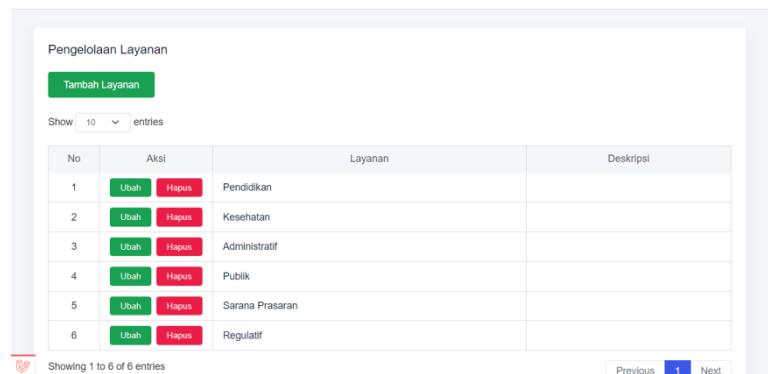 Pengelolaan Layanan
Tambah Layanan
Show 10 entries
No Aksi Layanan Deskripsi
1 Ubah Hapus Pendidikan
2 Ubah Hapus Kesehatan
3 Ubah Hapus Administratif
4 Ubah Hapus Publik
5 Ubah Hapus Sarana Prasaran
6 Ubah Hapus Regulatif
Showing 1 to 6 of 6 entries
Previous 1 Next